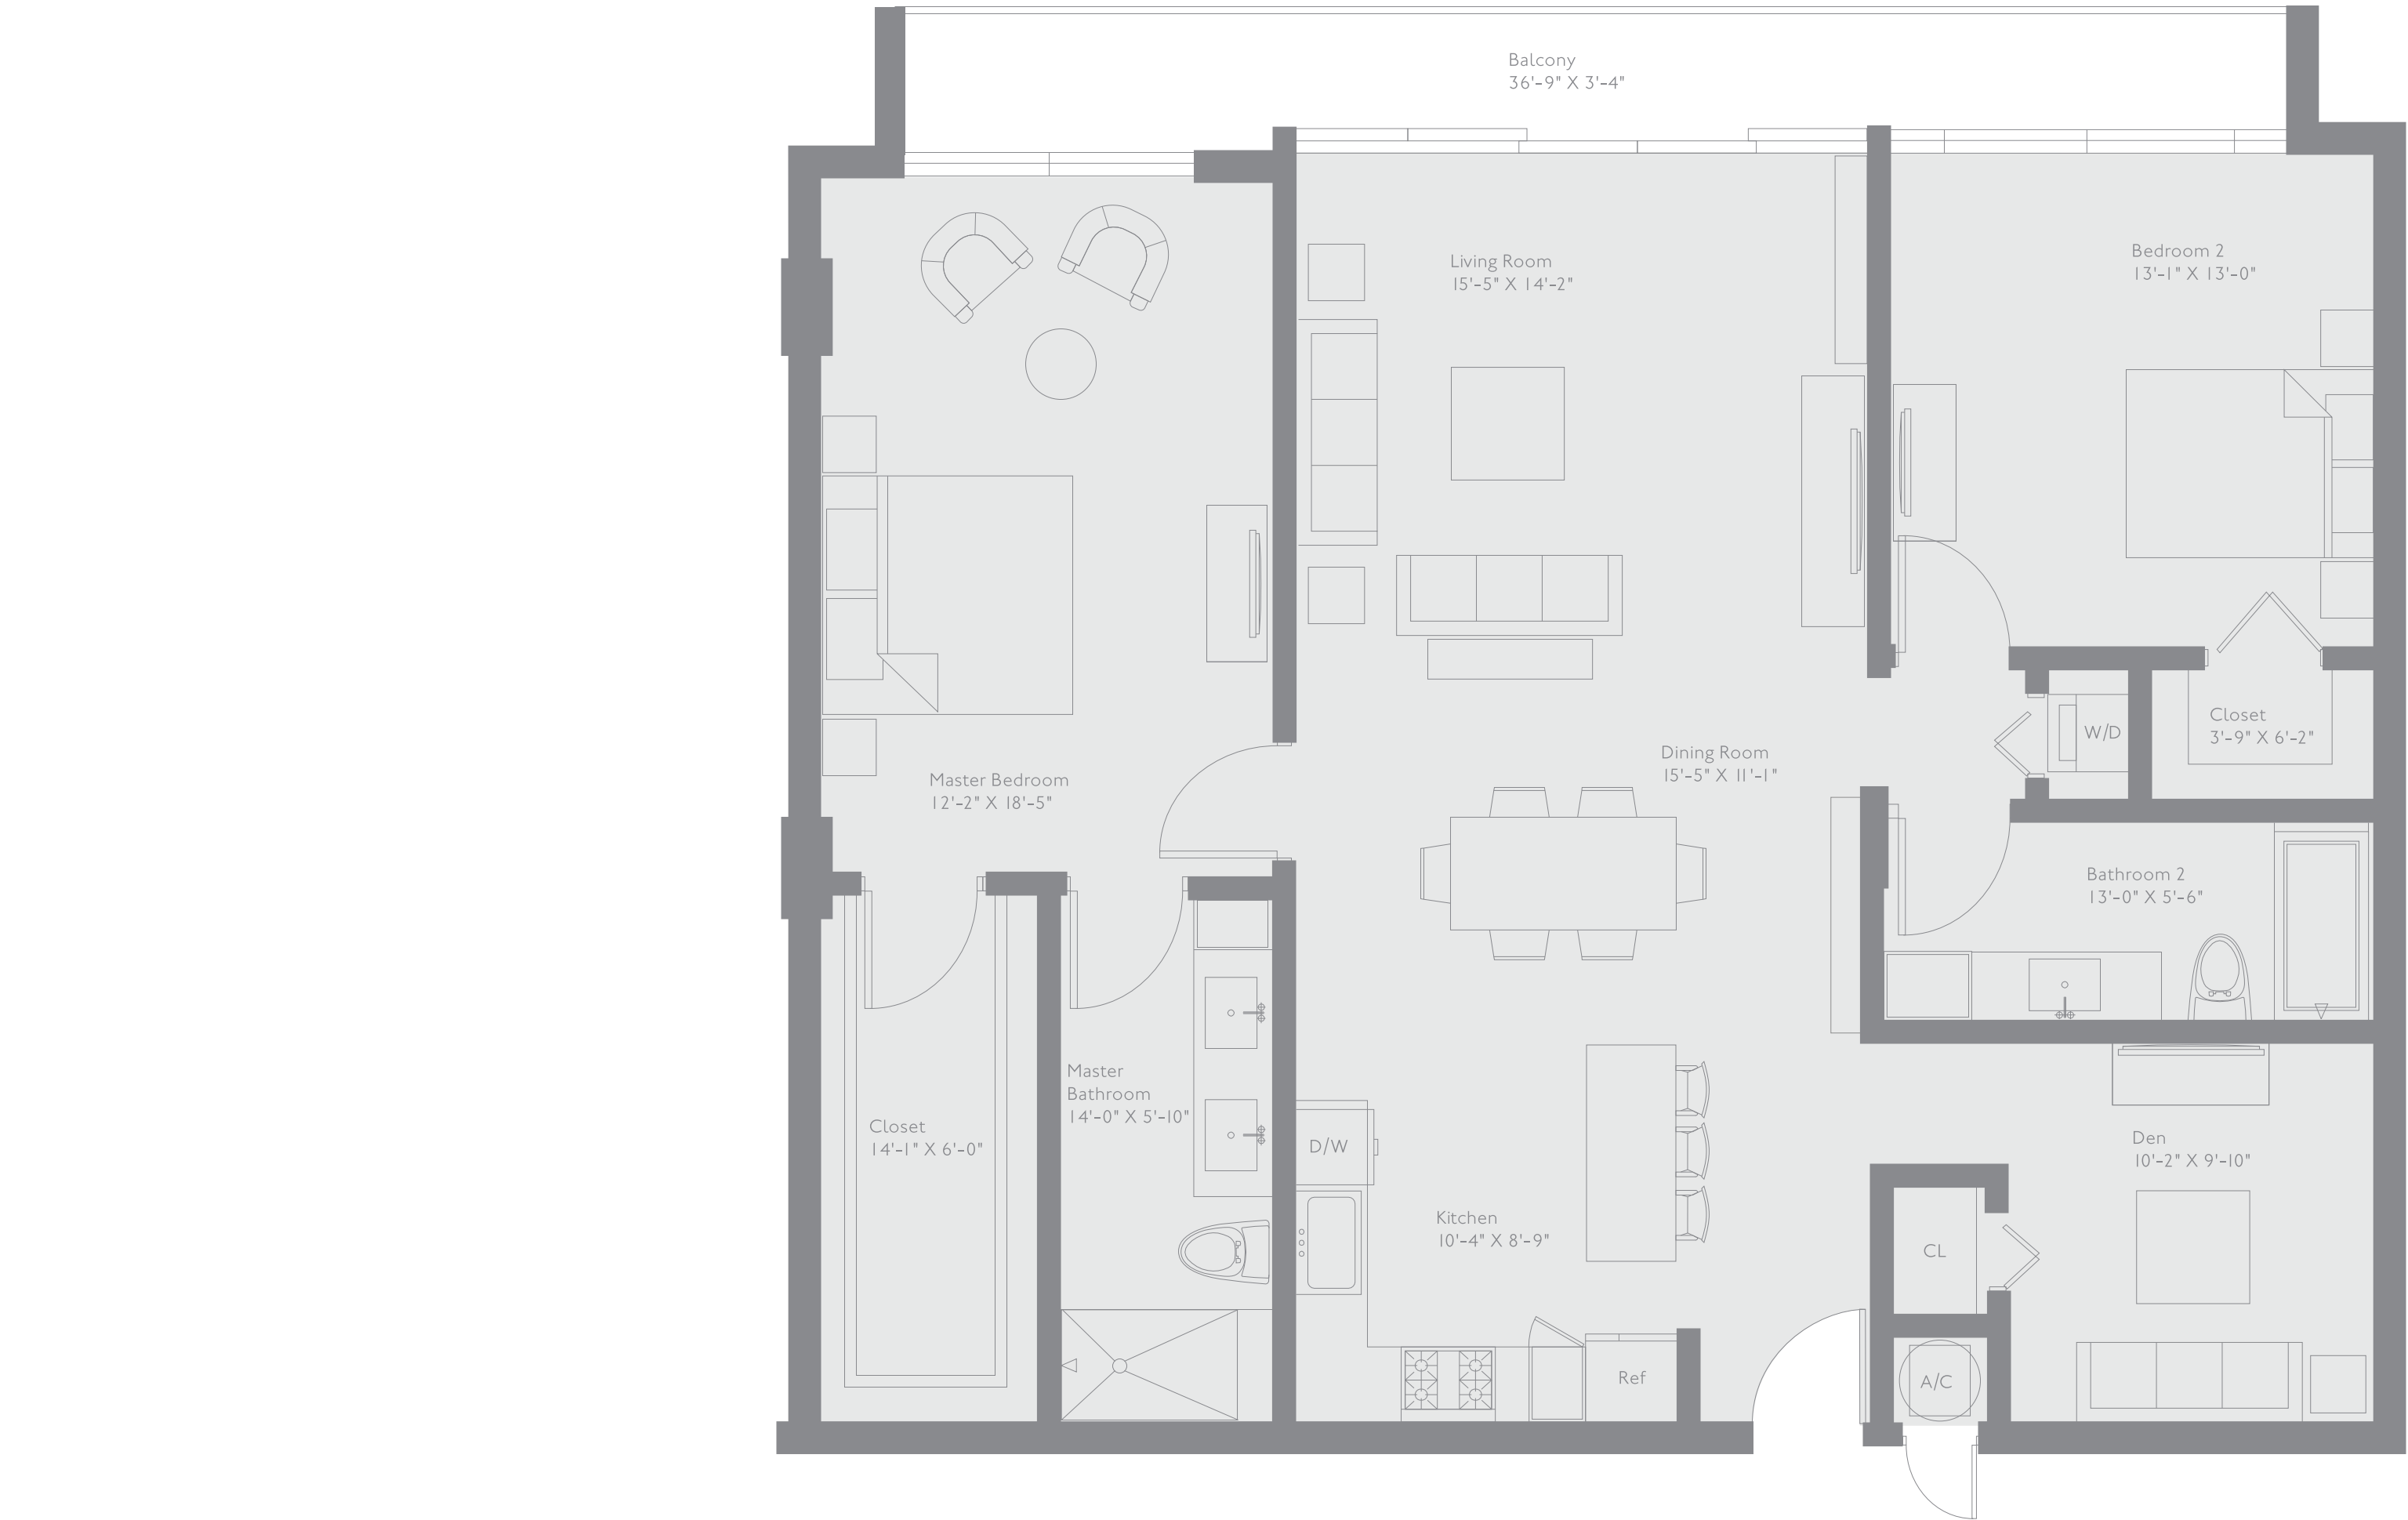 Balcony
36'-9" X 3'-4"
Living Room
15'-5" X 14'-2"
Bedroom 2
13'-1" X 13'-0"
Master Bedroom
12'-2" X 18'-5"
Dining Room
15'-5" X 11'-1"
W/D
Closet
3'-9" X 6'-2"
Bathroom 2
13'-0" X 5'-6"
Closet
14'-1" X 6'-0"
Master
Bathroom
14'-0" X 5'-10"
D/W
Kitchen
10'-4" X 8'-9"
Ref
Den
10'-2" X 9'-10"
CL
A/C